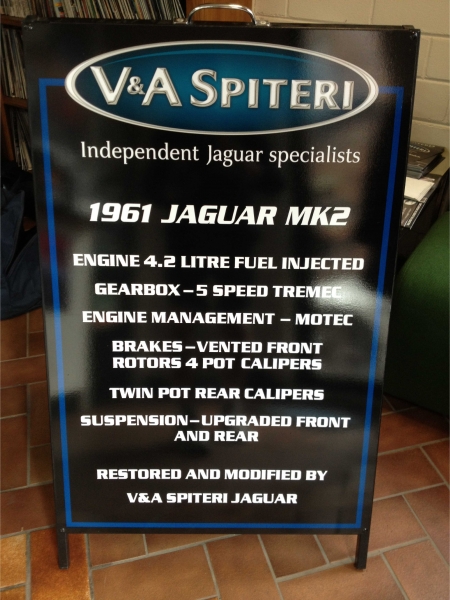 V&A SPITERI
Independent Jaguar specialists
1961 JAGUAR MK2
ENGINE 4.2 LITRE FUEL INJECTED
GEARBOX – 5 SPEED TREMEC
ENGINE MANAGEMENT – MOTEC
BRAKES – VENTED FRONT
ROTORS 4 POT CALIPERS
TWIN POT REAR CALIPERS
SUSPENSION – UPGRADED FRONT
AND REAR
RESTORED AND MODIFIED BY
V&A SPITERI JAGUAR